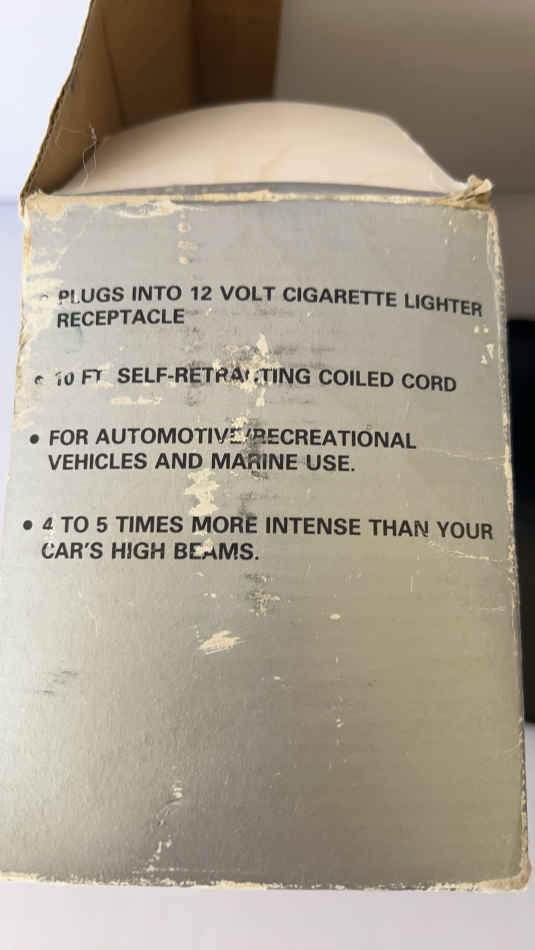 • PLUGS INTO 12 VOLT CIGARETTE LIGHTER
RECEPTACLE
• 10 FT. SELF-RETRACTING COILED CORD
• FOR AUTOMOTIVE/RECREATIONAL
VEHICLES AND MARINE USE.
• 4 TO 5 TIMES MORE INTENSE THAN YOUR
CAR'S HIGH BEAMS.